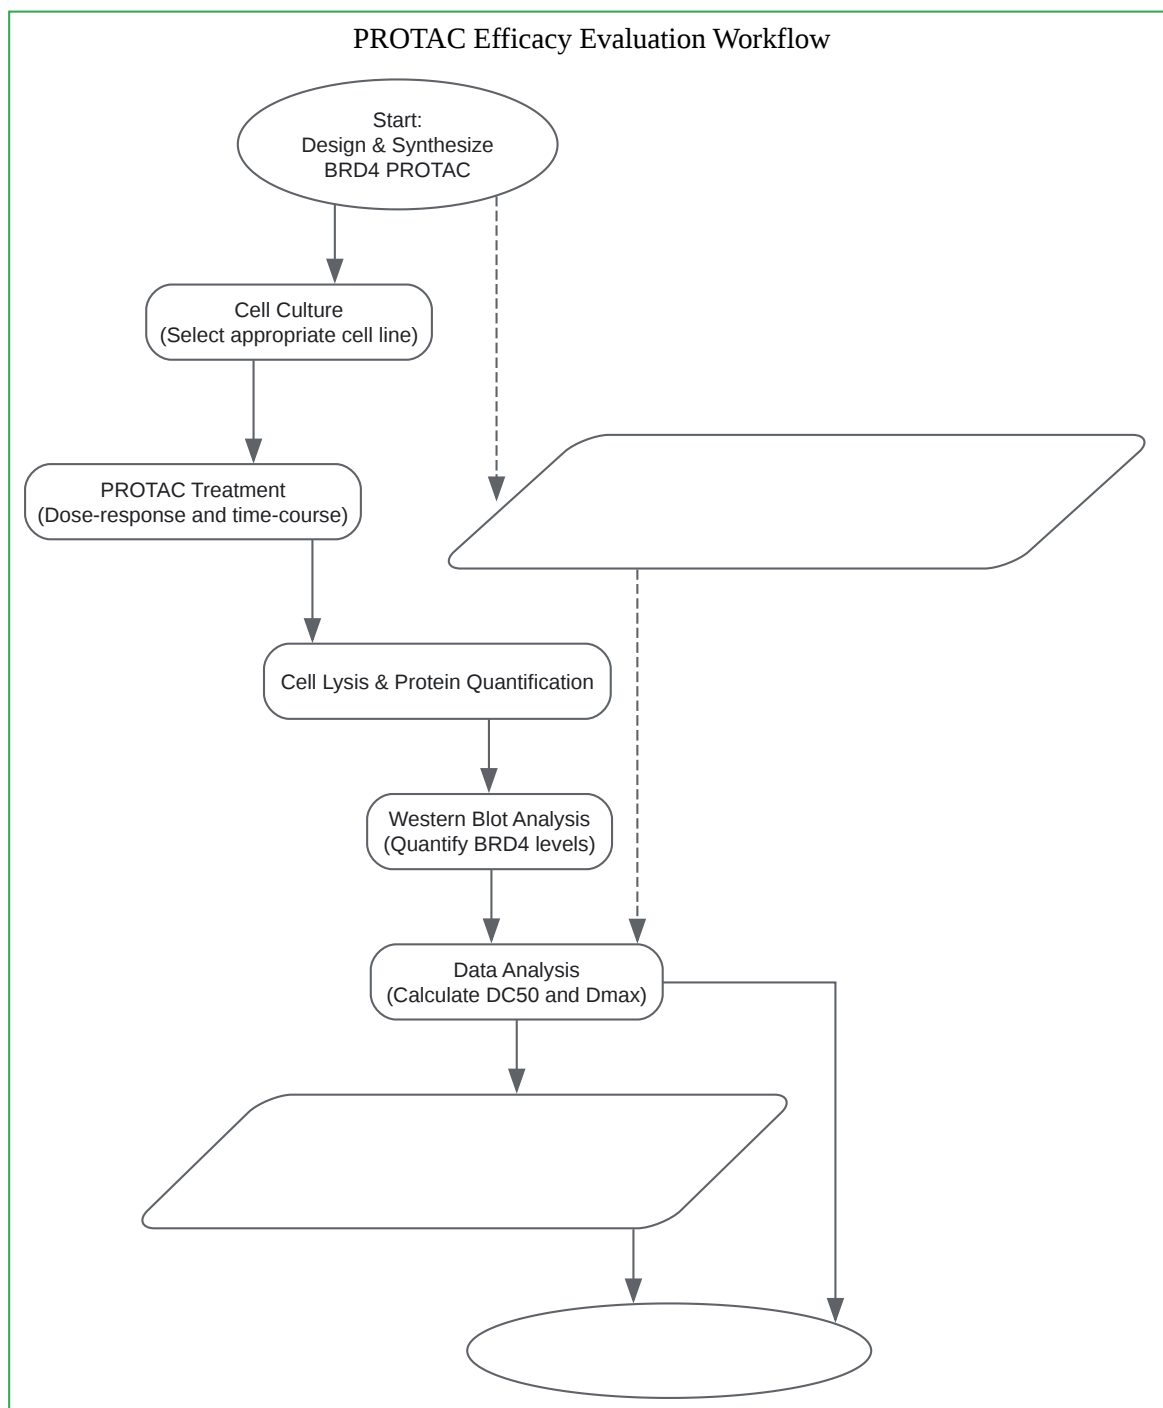 PROTAC Efficacy Evaluation Workflow
Start:
Design & Synthesize
BRD4 PROTAC
Cell Culture
(Select appropriate cell line)
PROTAC Treatment
(Dose-response and time-course)
Cell Lysis & Protein Quantification
Western Blot Analysis
(Quantify BRD4 levels)
Data Analysis
(Calculate DC50 and Dmax)